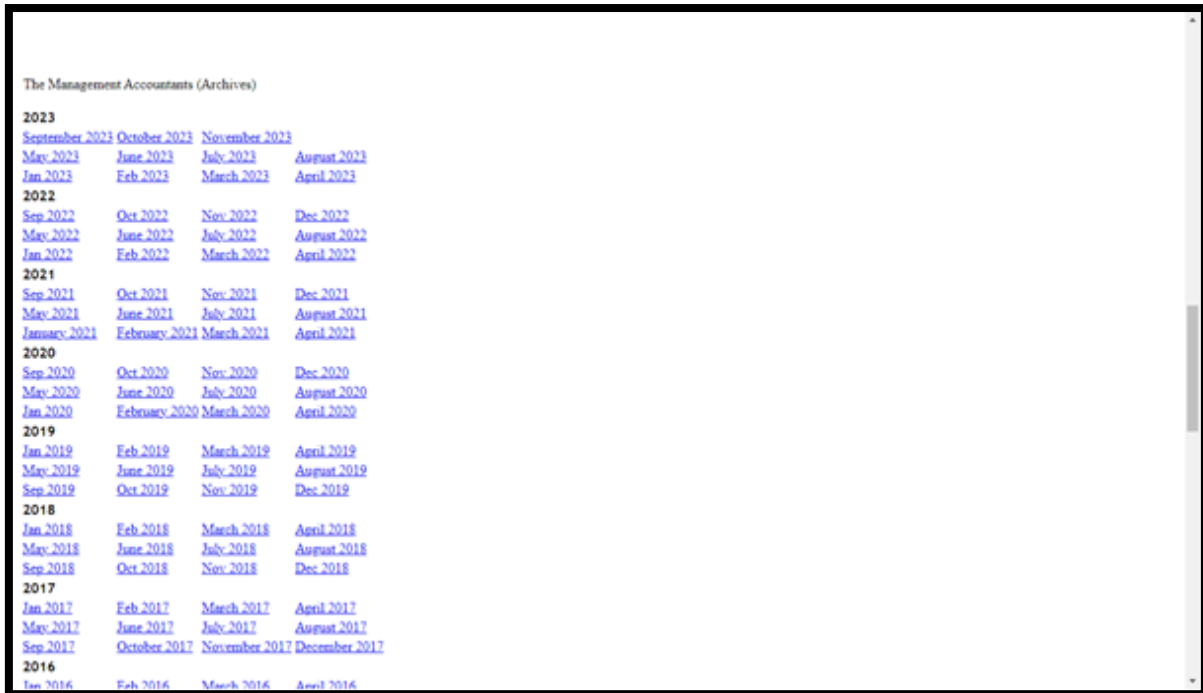 The Management Accountants (Archives)
2023
September 2023 October 2023 November 2023
May 2023 June 2023 July 2023 August 2023
Jan 2023 Feb 2023 March 2023 April 2023
2022
Sep 2022 Oct 2022 Nov 2022 Dec 2022
May 2022 June 2022 July 2022 August 2022
Jan 2022 Feb 2022 March 2022 April 2022
2021
Sep 2021 Oct 2021 Nov 2021 Dec 2021
May 2021 June 2021 July 2021 August 2021
January 2021 February 2021 March 2021 April 2021
2020
Sep 2020 Oct 2020 Nov 2020 Dec 2020
May 2020 June 2020 July 2020 August 2020
Jan 2020 February 2020 March 2020 April 2020
2019
Jan 2019 Feb 2019 March 2019 April 2019
May 2019 June 2019 July 2019 August 2019
Sep 2019 Oct 2019 Nov 2019 Dec 2019
2018
Jan 2018 Feb 2018 March 2018 April 2018
May 2018 June 2018 July 2018 August 2018
Sep 2018 Oct 2018 Nov 2018 Dec 2018
2017
Jan 2017 Feb 2017 March 2017 April 2017
May 2017 June 2017 July 2017 August 2017
Sep 2017 October 2017 November 2017 December 2017
2016
Jan 2016 Feb 2016 March 2016 April 2016